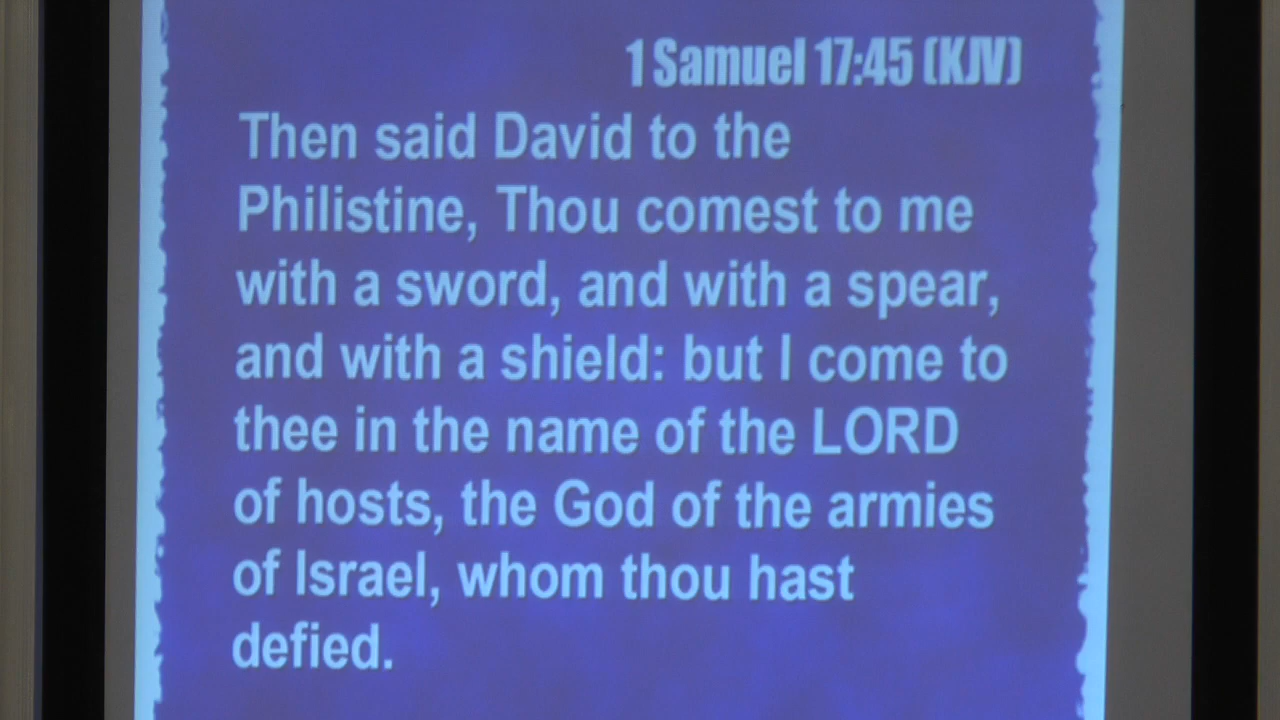 1 Samuel 17:45 (KJV)
Then said David to the
Philistine, Thou comest to me
with a sword, and with a spear,
and with a shield: but I come to
thee in the name of the LORD
of hosts, the God of the armies
of Israel, whom thou hast
defied.